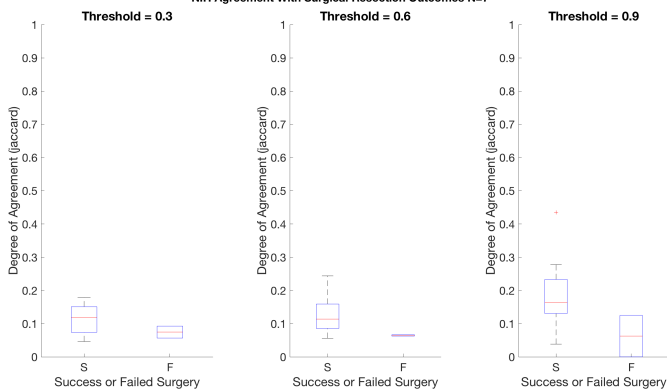 Threshold = 0.3
Threshold = 0.6
Threshold = 0.9
1
0.9
0.8
0.7
0.6
0.5
0.4
0.3
0.2
0.1
0
Degree of Agreement (jaccard)
S
F
Success or Failed Surgery
1
0.9
0.8
0.7
0.6
0.5
0.4
0.3
0.2
0.1
0
Degree of Agreement (jaccard)
S
F
Success or Failed Surgery
1
0.9
0.8
0.7
0.6
0.5
0.4
0.3
0.2
0.1
0
Degree of Agreement (jaccard)
S
F
Success or Failed Surgery